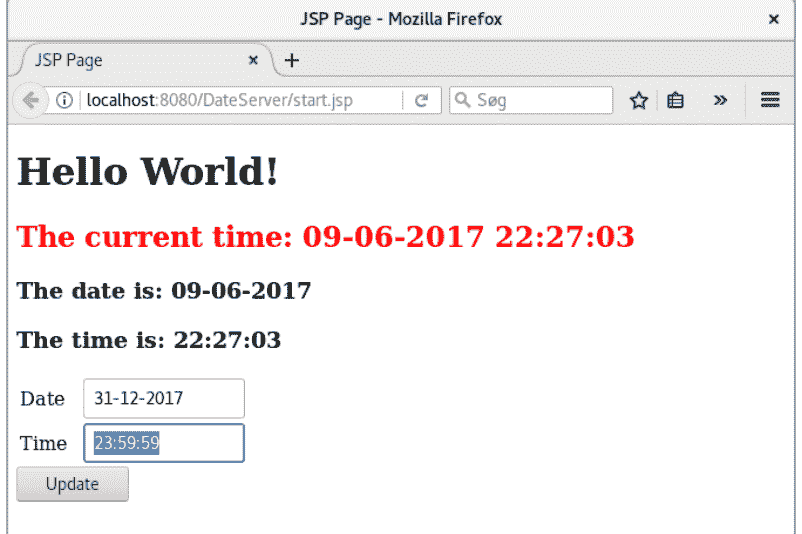 JSP Page - Mozilla Firefox
JSP Page
localhost:8080/DateServer/start.jsp
Søg
Hello World!
The current time: 09-06-2017 22:27:03
The date is: 09-06-2017
The time is: 22:27:03
Date 31-12-2017
Time 23:59:59
Update